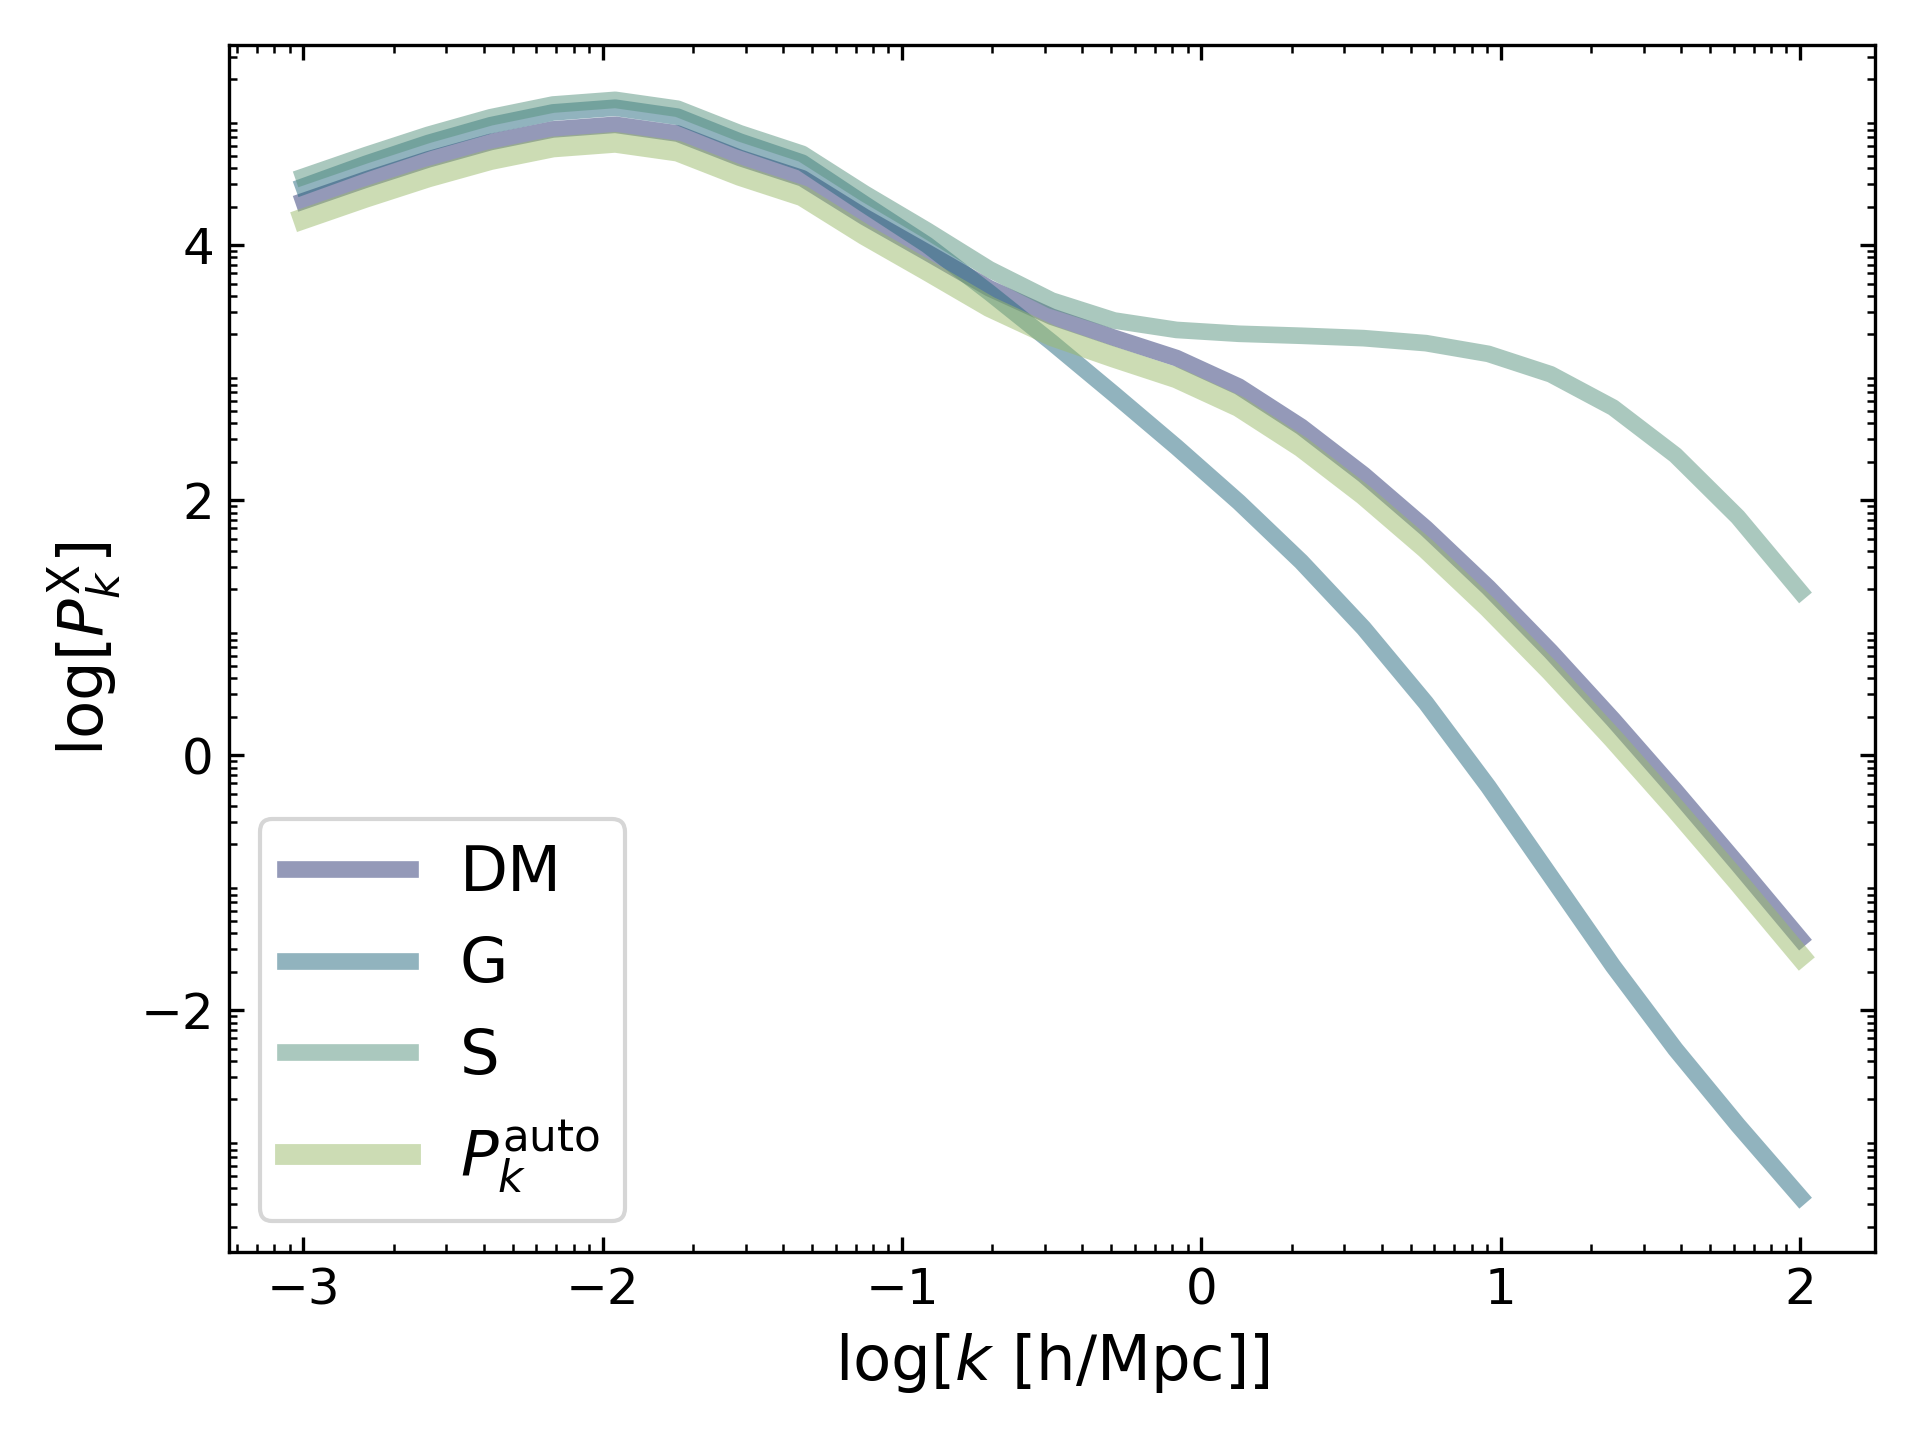 log[P_k^X]
4
2
0
−2
DM
G
S
P_k^auto
−3 −2 −1 0 1 2
log[k [h/Mpc]]